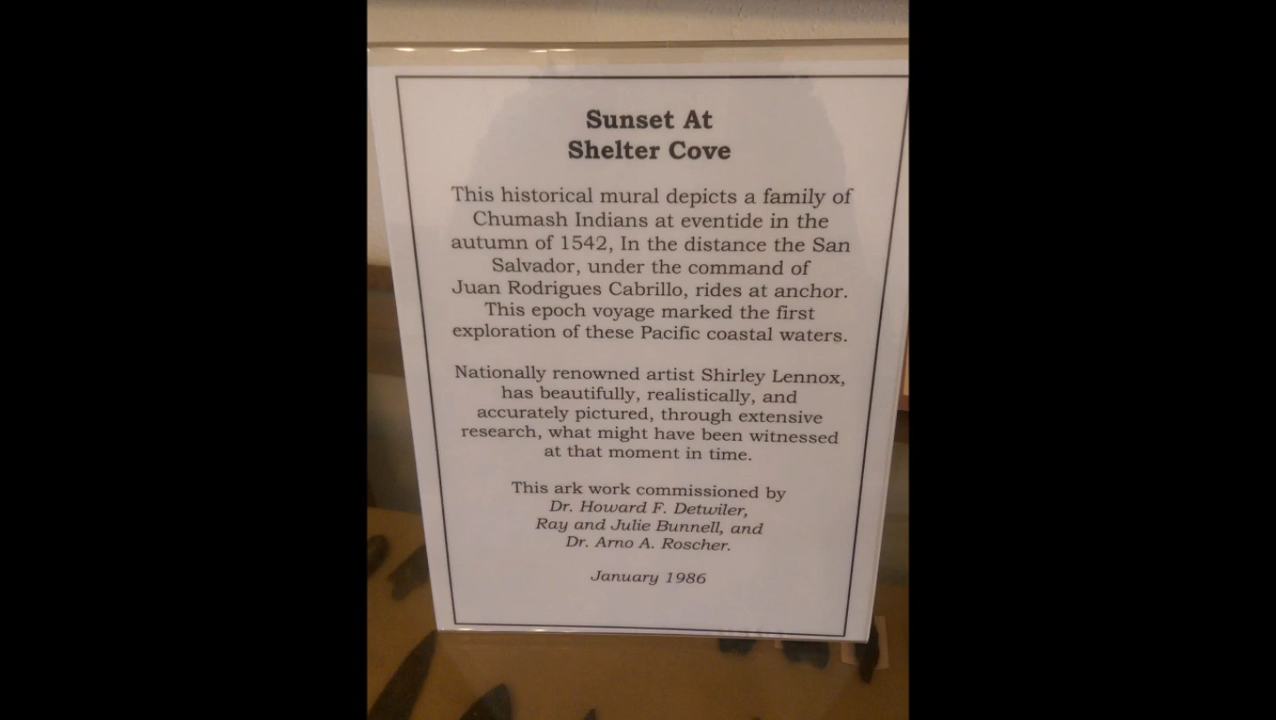 Sunset At
Shelter Cove
This historical mural depicts a family of
Chumash Indians at eventide in the
autumn of 1542, In the distance the San
Salvador, under the command of
Juan Rodrigues Cabrillo, rides at anchor.
This epoch voyage marked the first
exploration of these Pacific coastal waters.
Nationally renowned artist Shirley Lennox,
has beautifully, realistically, and
accurately pictured, through extensive
research, what might have been witnessed
at that moment in time.
This ark work commissioned by
Dr. Howard F. Detwiler,
Ray and Julie Bunnell, and
Dr. Arno A. Roscher.
January 1986